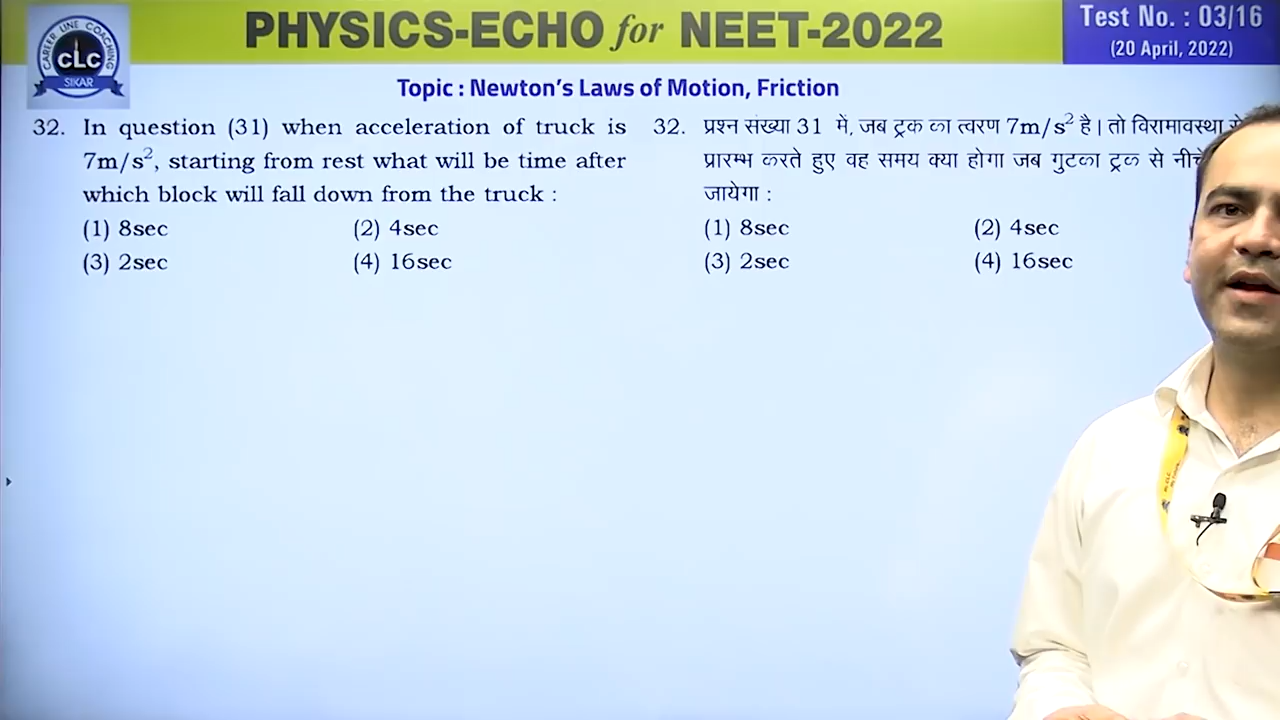 CAREER LINE COACHING
CLC
SIKAR
PHYSICS-ECHO for NEET-2022
Test No. : 03/16
(20 April, 2022)
Topic : Newton's Laws of Motion, Friction
32. In question (31) when acceleration of truck is
7m/s², starting from rest what will be time after
which block will fall down from the truck :
(1) 8sec (2) 4sec
(3) 2sec (4) 16sec
32. प्रश्न संख्या 31 में, जब ट्रक का त्वरण 7m/s² है। तो विरामावस्था से
प्रारम्भ करते हुए वह समय क्या होगा जब गुटका ट्रक से नीचे
जायेगा :
(1) 8sec (2) 4sec
(3) 2sec (4) 16sec